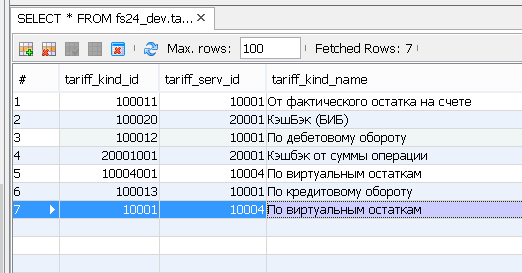 SELECT * FROM fs24_dev.ta...
Max. rows: 100 Fetched Rows: 7
# tariff_kind_id tariff_serv_id tariff_kind_name
1 100011 10001 От фактического остатка на счете
2 100020 20001 КэшБэк (БИБ)
3 100012 10001 По дебетовому обороту
4 20001001 20001 Кэшбэк от суммы операции
5 10004001 10004 По виртуальным остаткам
6 100013 10001 По кредитовому обороту
7 10001 10004 По виртуальным остаткам